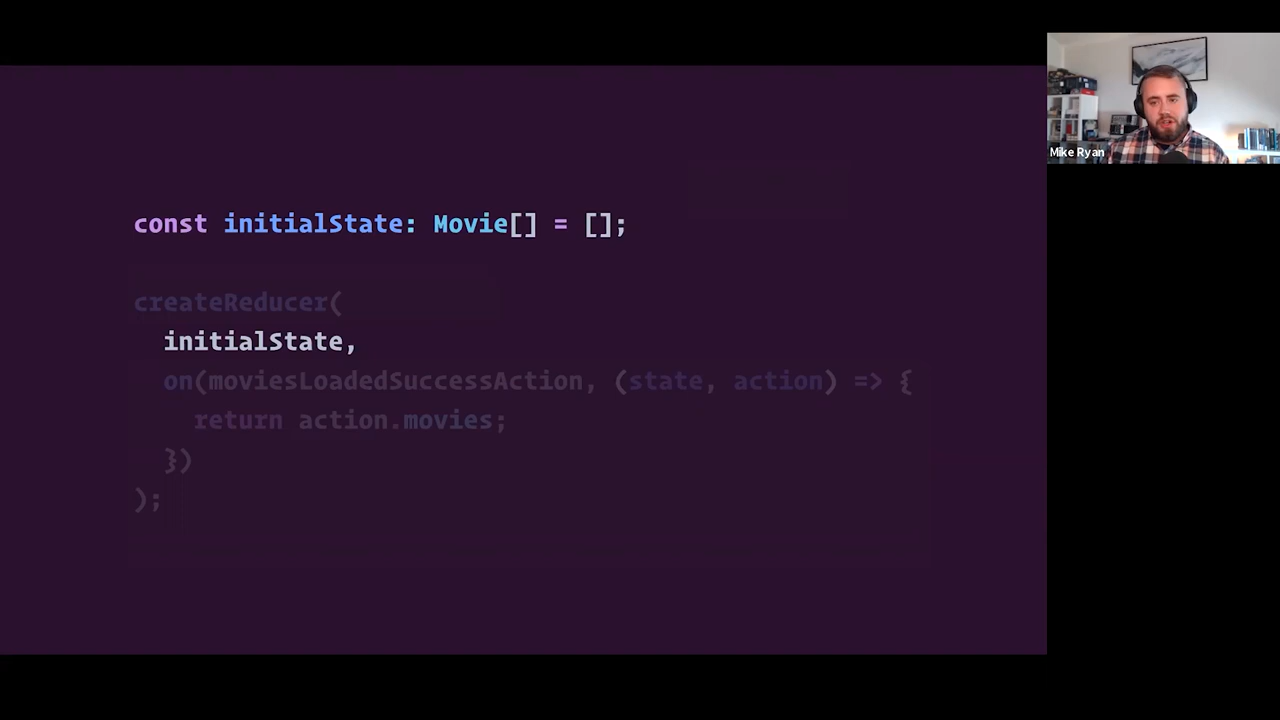 const initialState: Movie[] = [];
createReducer(
initialState,
on(moviesLoadedSuccessAction, (state, action) => {
return action.movies;
})
);
Mike Ryan